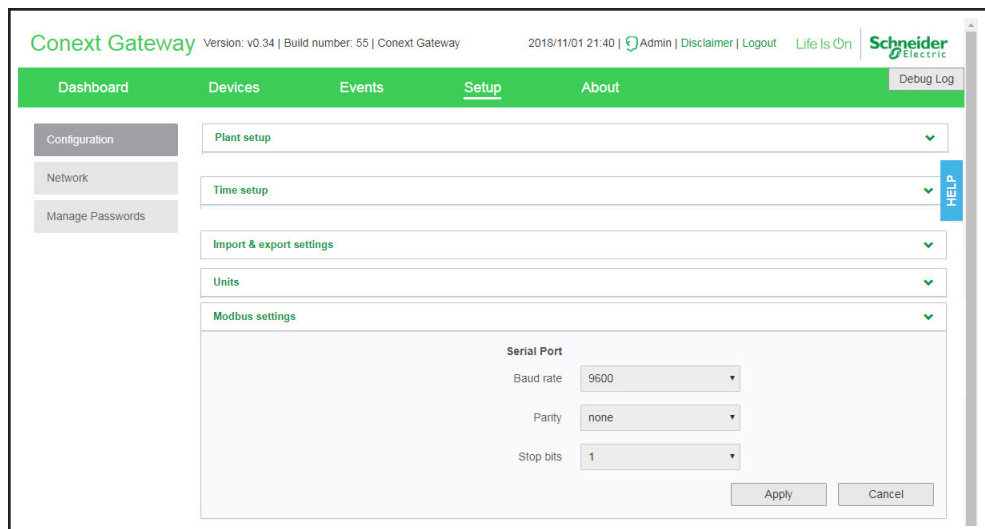 Conext Gateway Version: v0.34 | Build number: 55 | Conext Gateway 2018/11/01 21:40 | Admin | Disclaimer | Logout Life Is On Schneider Electric
Dashboard Devices Events Setup About Debug Log
Configuration
Network
Manage Passwords
Plant setup
Time setup
HELP
Import & export settings
Units
Modbus settings
Serial Port
Baud rate 9600
Parity none
Stop bits 1
Apply Cancel